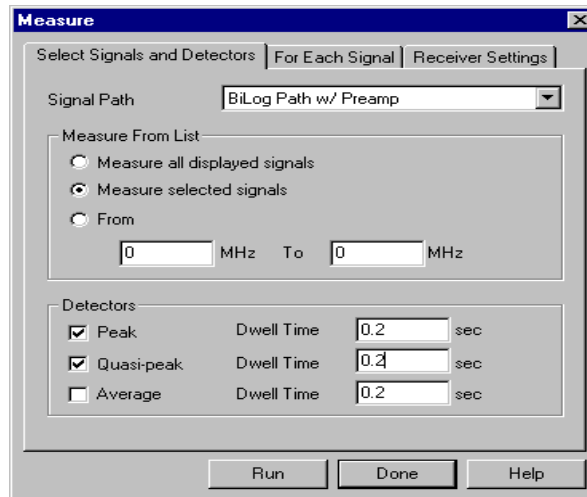 Measure
Select Signals and Detectors For Each Signal Receiver Settings
Signal Path BiLog Path w/ Preamp
Measure From List
Measure all displayed signals
Measure selected signals
From
0 MHz To 0 MHz
Detectors
Peak Dwell Time 0.2 sec
Quasi-peak Dwell Time 0.2 sec
Average Dwell Time 0.2 sec
Run Done Help